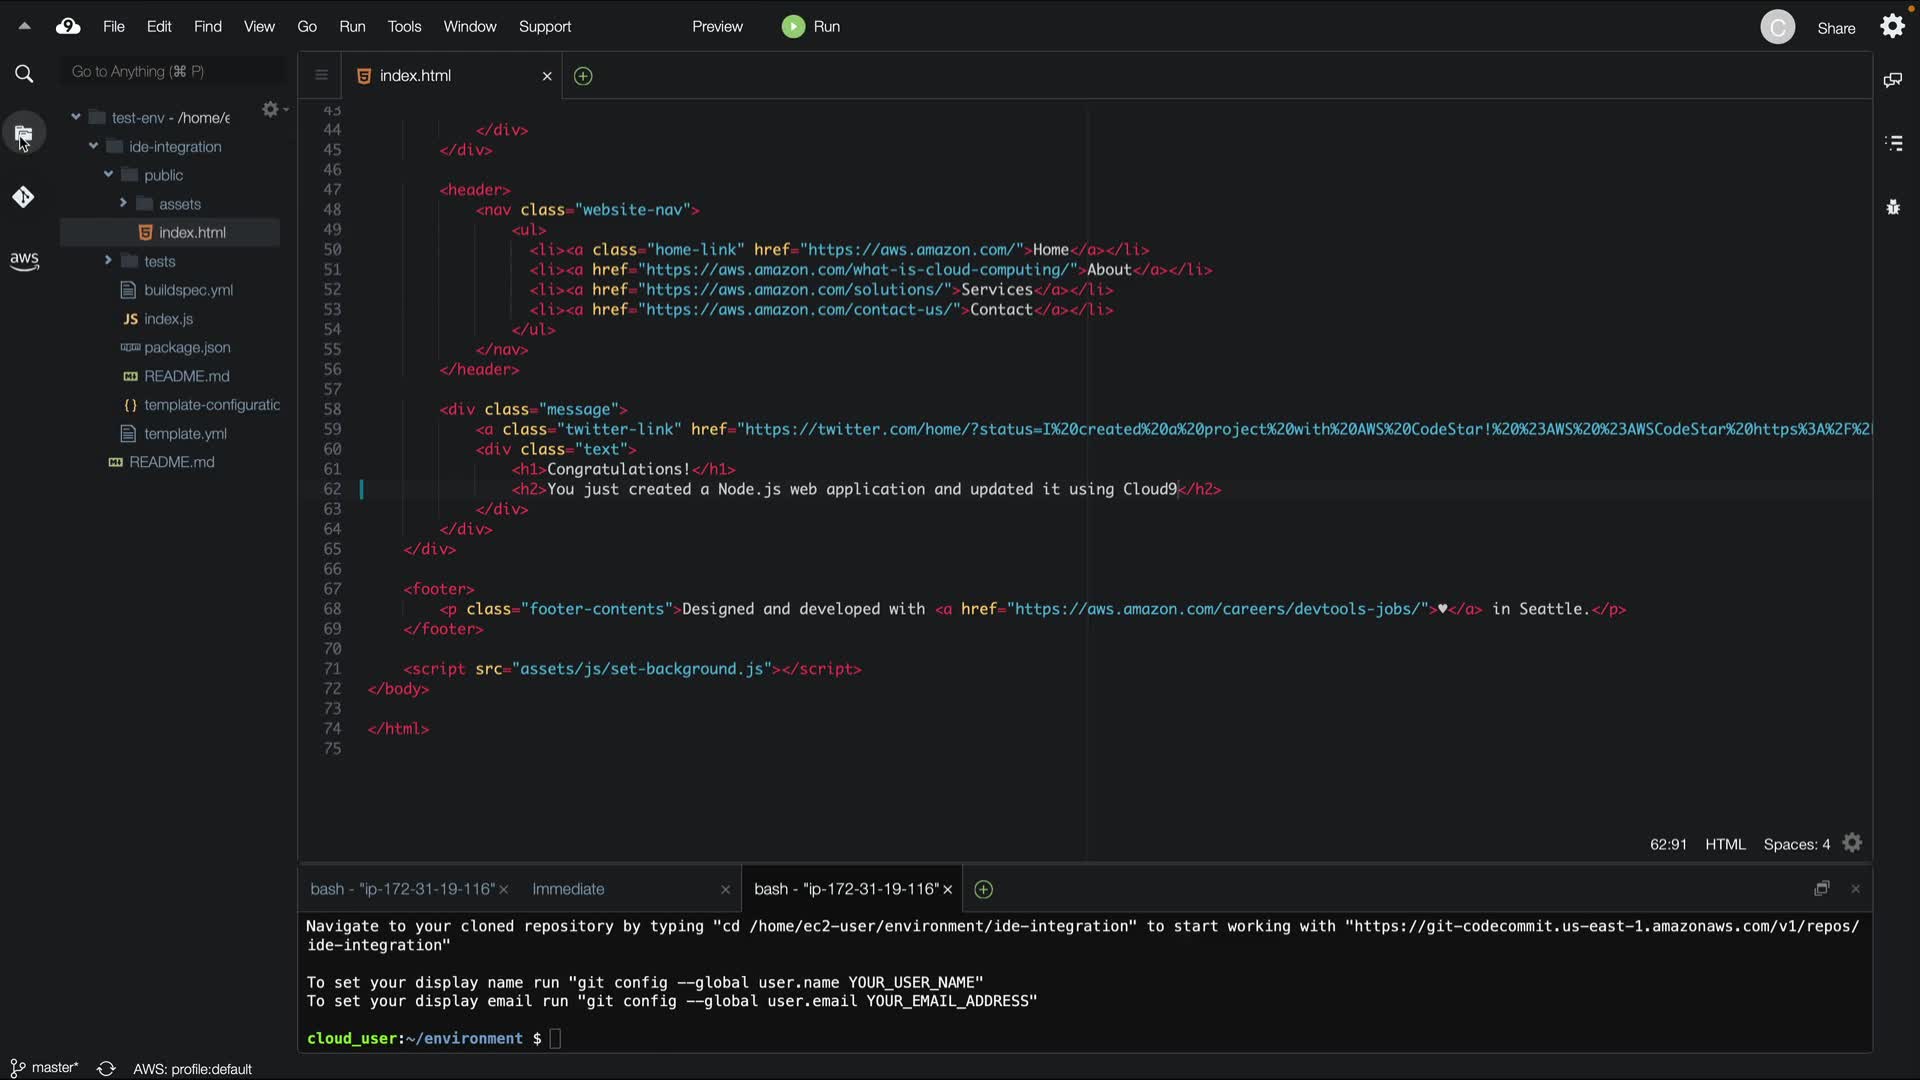 9 File Edit Find View Go Run Tools Window Support Preview Run C Share
Go to Anything (⌘ P)
index.html
test-env - /home/e
ide-integration
public
assets
index.html
aws
tests
buildspec.yml
JS index.js
package.json
README.md
{ } template-configuratio
template.yml
README.md
43
44 </div>
45 </div>
46
47 <header>
48 <nav class="website-nav">
49 <ul>
50 <li><a class="home-link" href="https://aws.amazon.com/">Home</a></li>
51 <li><a href="https://aws.amazon.com/what-is-cloud-computing/">About</a></li>
52 <li><a href="https://aws.amazon.com/solutions/">Services</a></li>
53 <li><a href="https://aws.amazon.com/contact-us/">Contact</a></li>
54 </ul>
55 </nav>
56 </header>
57
58 <div class="message">
59 <a class="twitter-link" href="https://twitter.com/home/?status=I%20created%20a%20project%20with%20AWS%20CodeStar!%20%23AWS%20%23AWSCodeStar%20https%3A%2F%2
60 <div class="text">
61 <h1>Congratulations!</h1>
62 <h2>You just created a Node.js web application and updated it using Cloud9</h2>
63 </div>
64 </div>
65 </div>
66
67 <footer>
68 <p class="footer-contents">Designed and developed with <a href="https://aws.amazon.com/careers/devtools-jobs/">♥</a> in Seattle.</p>
69 </footer>
70
71 <script src="assets/js/set-background.js"></script>
72 </body>
73
74 </html>
75
62:91 HTML Spaces: 4
bash - "ip-172-31-19-116" Immediate bash - "ip-172-31-19-116"
Navigate to your cloned repository by typing "cd /home/ec2-user/environment/ide-integration" to start working with "https://git-codecommit.us-east-1.amazonaws.com/v1/repos/
ide-integration"
To set your display name run "git config --global user.name YOUR_USER_NAME"
To set your display email run "git config --global user.email YOUR_EMAIL_ADDRESS"
cloud_user:~/environment $
master* AWS: profile:default